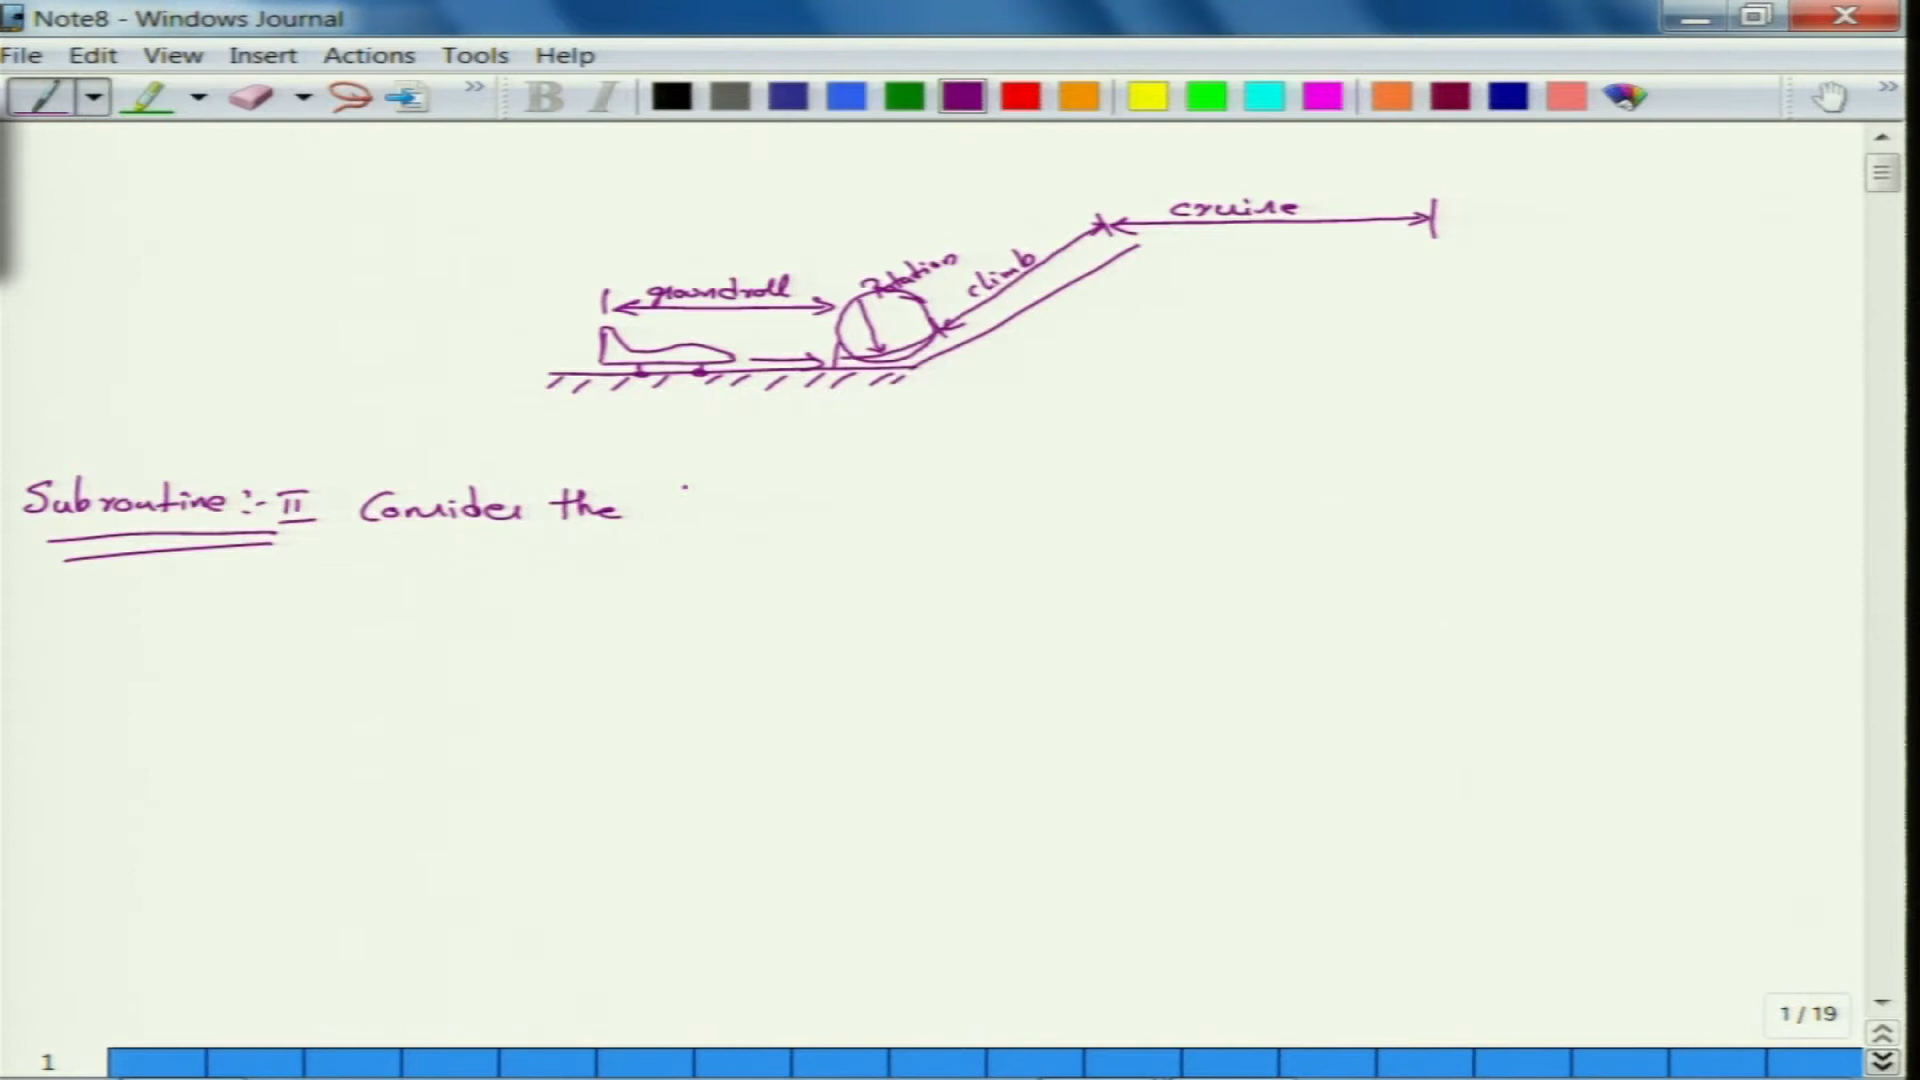 Note8 - Windows Journal
File Edit View Insert Actions Tools Help
B I
cruise
groundroll
Rotation
climb
Subroutine :- II Consider the
1 / 19
1